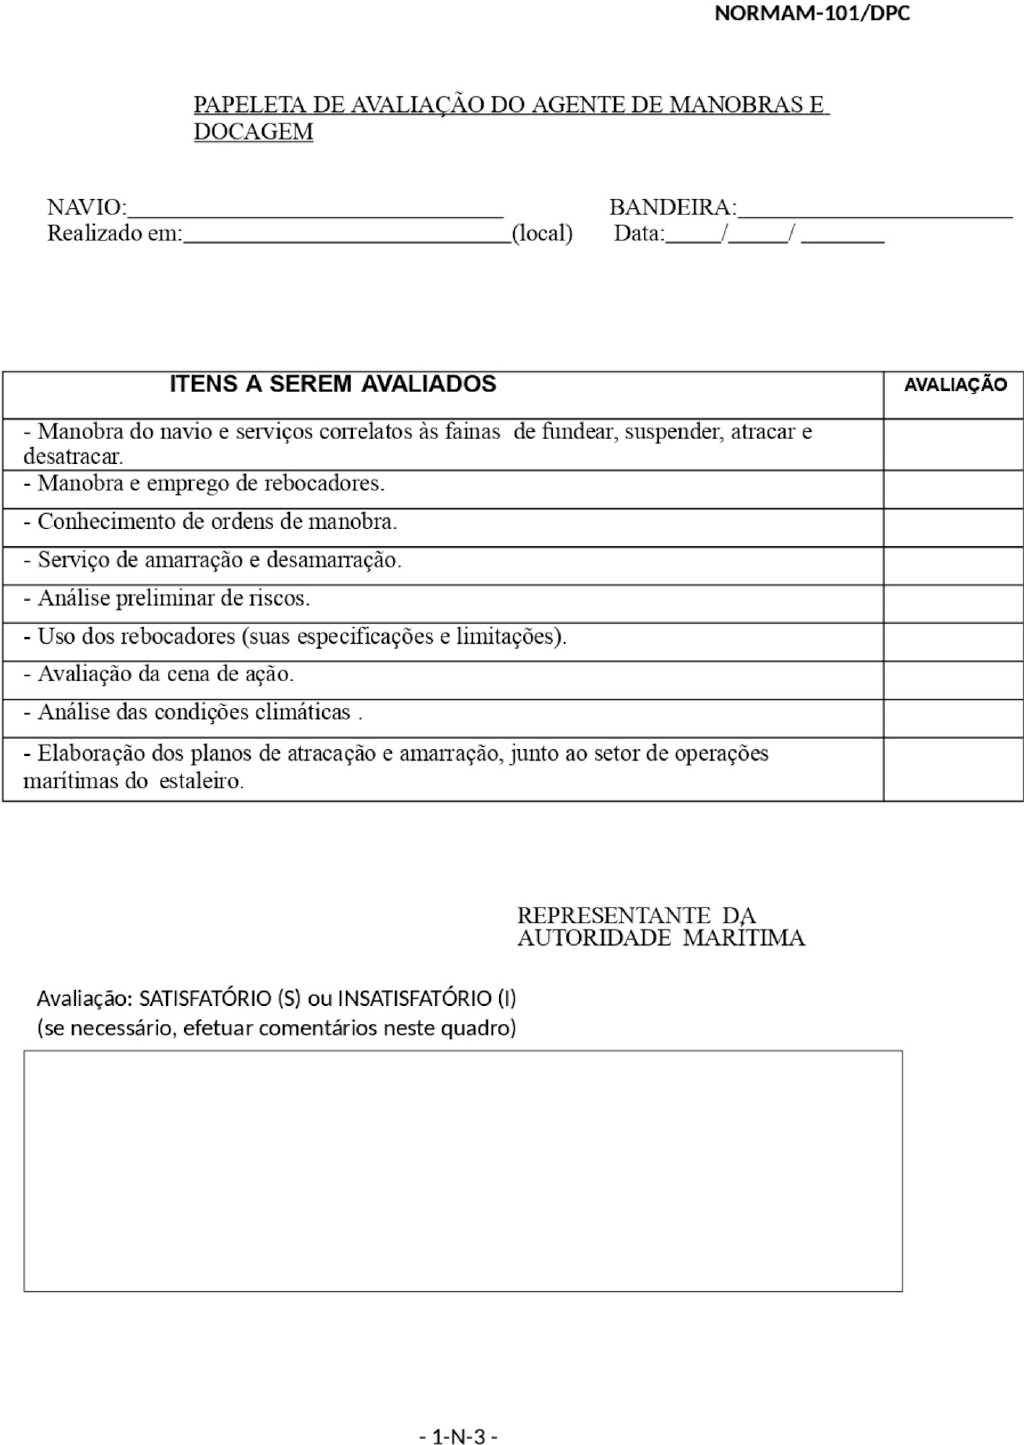 NORMAM-101/DPC
PAPELETA DE AVALIAÇÃO DO AGENTE DE MANOBRAS E
DOCAGEM
NAVIO:______________________________ BANDEIRA:______________________
Realizado em:__________________________(local) Data:____/____/ ______
ITENS A SEREM AVALIADOS AVALIAÇÃO
- Manobra do navio e serviços correlatos às fainas de fundear, suspender, atracar e
desatracar.
- Manobra e emprego de rebocadores.
- Conhecimento de ordens de manobra.
- Serviço de amarração e desamarração.
- Análise preliminar de riscos.
- Uso dos rebocadores (suas especificações e limitações).
- Avaliação da cena de ação.
- Análise das condições climáticas .
- Elaboração dos planos de atracação e amarração, junto ao setor de operações
marítimas do estaleiro.
REPRESENTANTE DA
AUTORIDADE MARÍTIMA
Avaliação: SATISFATÓRIO (S) ou INSATISFATÓRIO (I)
(se necessário, efetuar comentários neste quadro)
- 1-N-3 -